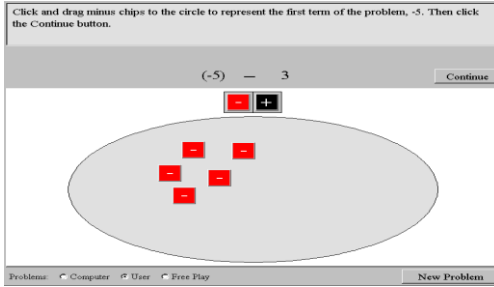 Click and drag minus chips to the circle to represent the first term of the problem, -5. Then click
the Continue button.
(-5) — 3
Continue
- +
-
-
-
-
-
Problems: Computer User Free Play
New Problem